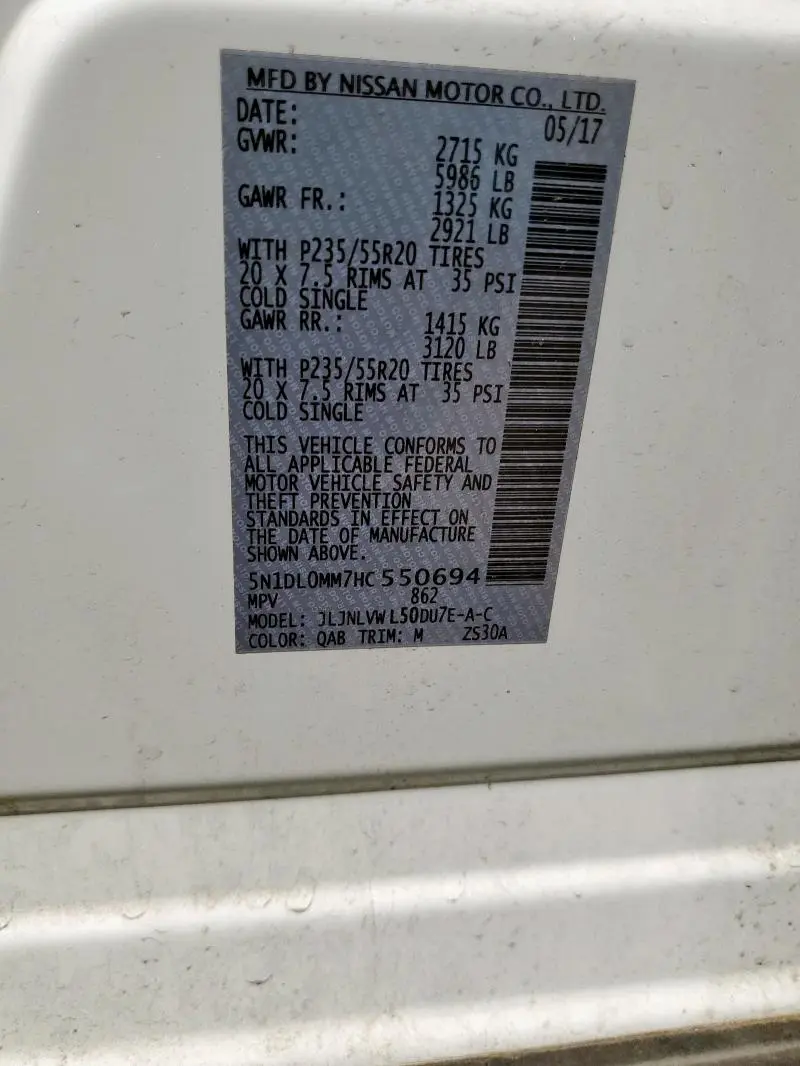 MFD BY NISSAN MOTOR CO., LTD.
DATE: 05/17
GVWR: 2715 KG
5986 LB
GAWR FR.: 1325 KG
2921 LB
WITH P235/55R20 TIRES
20 X 7.5 RIMS AT 35 PSI
COLD SINGLE
GAWR RR.: 1415 KG
3120 LB
WITH P235/55R20 TIRES
20 X 7.5 RIMS AT 35 PSI
COLD SINGLE
THIS VEHICLE CONFORMS TO
ALL APPLICABLE FEDERAL
MOTOR VEHICLE SAFETY AND
THEFT PREVENTION
STANDARDS IN EFFECT ON
THE DATE OF MANUFACTURE
SHOWN ABOVE.
5N1DL0MM7HC550694
MPV 862
MODEL: JLJNLVWL50DU7E-A-C
COLOR: QAB TRIM: M ZS30A